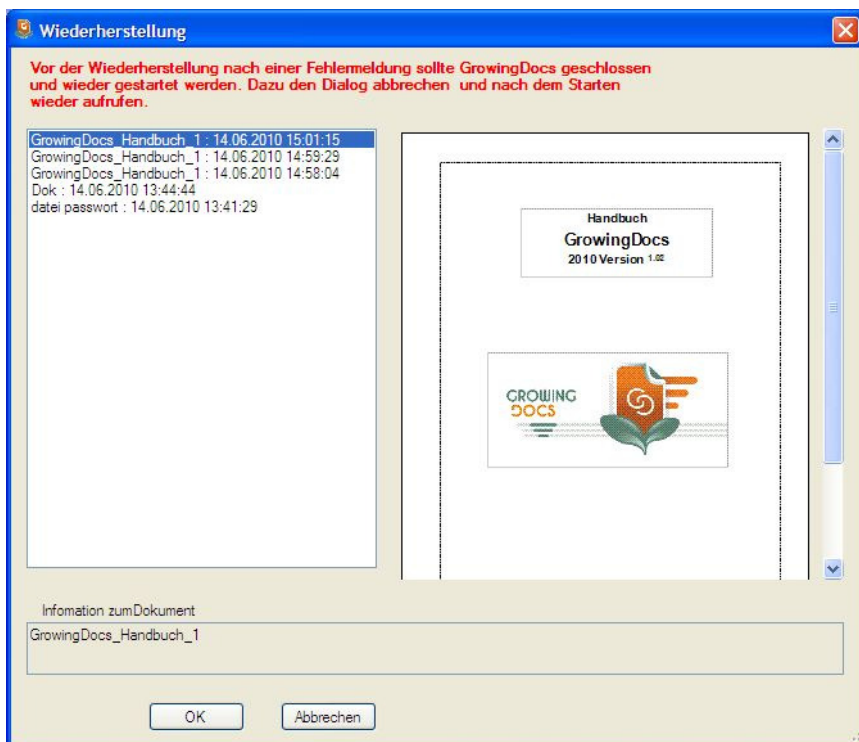 Wiederherstellung
Vor der Wiederherstellung nach einer Fehlermeldung sollte GrowingDocs geschlossen
und wieder gestartet werden. Dazu den Dialog abbrechen und nach dem Starten
wieder aufrufen.
GrowingDocs_Handbuch_1 : 14.06.2010 15:01:15
GrowingDocs_Handbuch_1 : 14.06.2010 14:59:29
GrowingDocs_Handbuch_1 : 14.06.2010 14:58:04
Dok : 14.06.2010 13:44:44
datei passwort : 14.06.2010 13:41:29
Handbuch
GrowingDocs
2010 Version 1.02
GROWING
DOCS
Infomation zumDokument
GrowingDocs_Handbuch_1
OK
Abbrechen